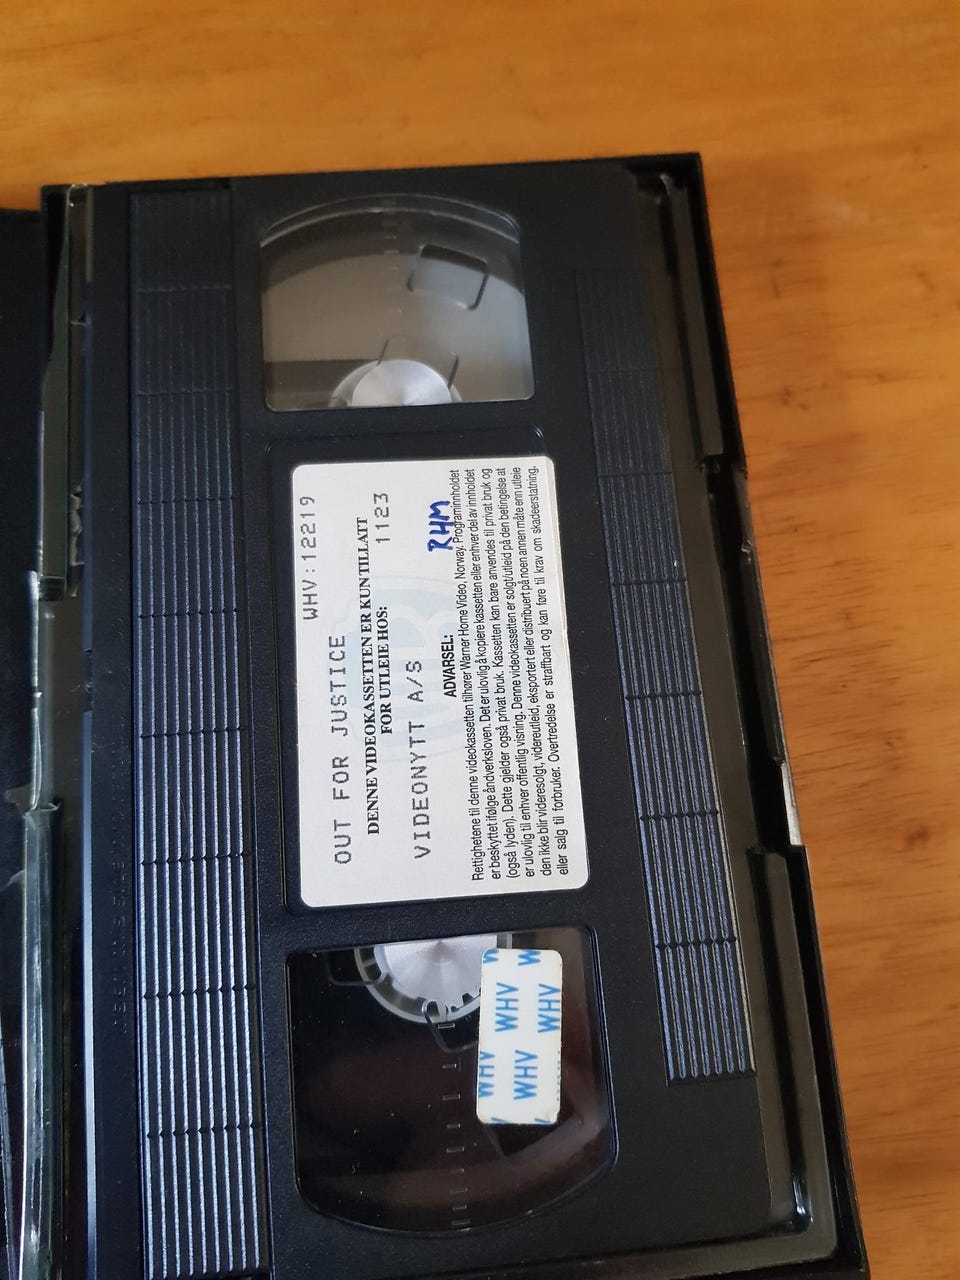 WHV:12219
OUT FOR JUSTICE
DENNE VIDEOKASSETTEN ER KUN TILLATT
FOR UTLEIE HOS:
1123
VIDEONYTT A/S
RHM
ADVARSEL:
Rettighetene til denne videokassetten tilhører Warner Home Video, Norway. Programinnholdet
er beskyttet ifølge åndverksloven. Det er ulovlig å kopiere kassetten eller enhver del av innholdet
(også lyden). Dette gjelder også privat bruk. Kassetten kan bare anvendes til privat bruk og
er ulovlig til enhver offentlig visning. Denne videokassetten er solgt/utleid på den betingelse at
den ikke blir videresolgt, videreutleid, eksportert eller distribuert på noen annen måte enn utleie
eller salg til forbruker. Overtredelse er straffbart og kan føre til krav om skadeerstatning.
WHV WHV
WHV WHV